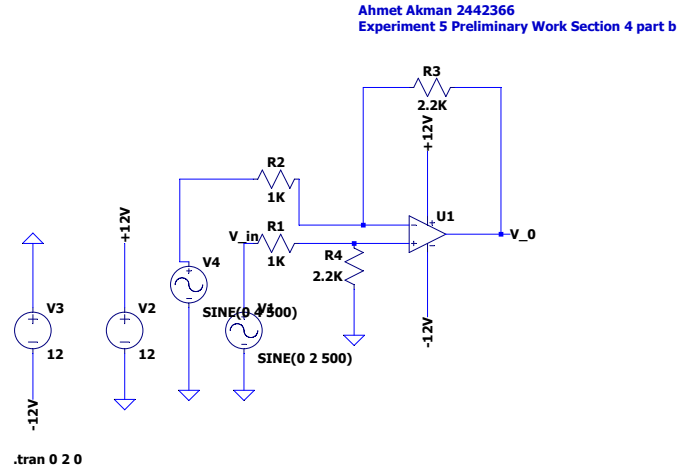 Ahmet Akman 2442366
Experiment 5 Preliminary Work Section 4 part b
R3
2.2K
+12V
R2
1K
U1
V_in
R1
1K
V_0
R4
2.2K
+12V
V4
SINE(0 4 500)
V1
SINE(0 2 500)
-12V
V3
12
V2
12
-12V
.tran 0 2 0